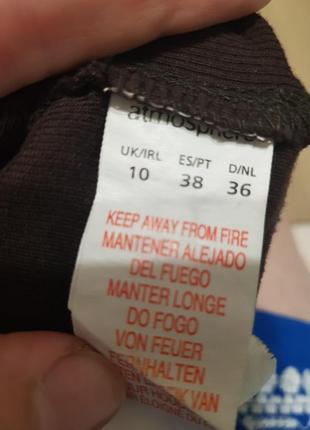 atmosphere
UK/IRL ES/PT D/NL
10 38 36
KEEP AWAY FROM FIRE
MANTENER ALEJADO
DEL FUEGO
MANTER LONGE
DO FOGO
VON FEUER
FERNHALTEN
VAN